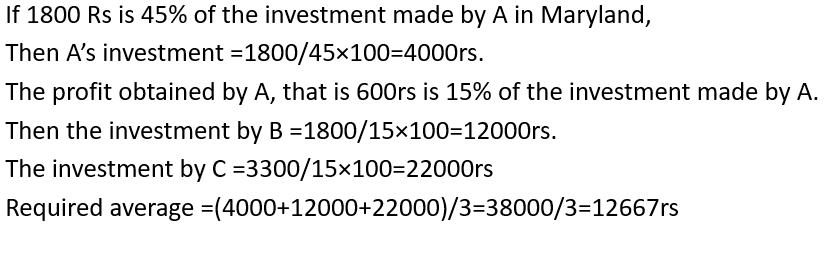 If 1800 Rs is 45% of the investment made by A in Maryland,
Then A’s investment =1800/45×100=4000rs.
The profit obtained by A, that is 600rs is 15% of the investment made by A.
Then the investment by B =1800/15×100=12000rs.
The investment by C =3300/15×100=22000rs
Required average =(4000+12000+22000)/3=38000/3=12667rs